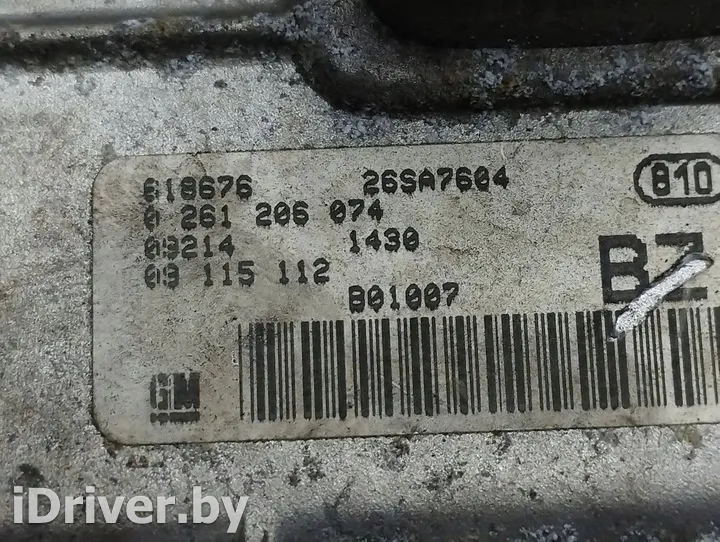 618676 26SA7604 810
0 261 206 074
09214 1430 BZ
09 115 112
B01007
GM
iDriver.by